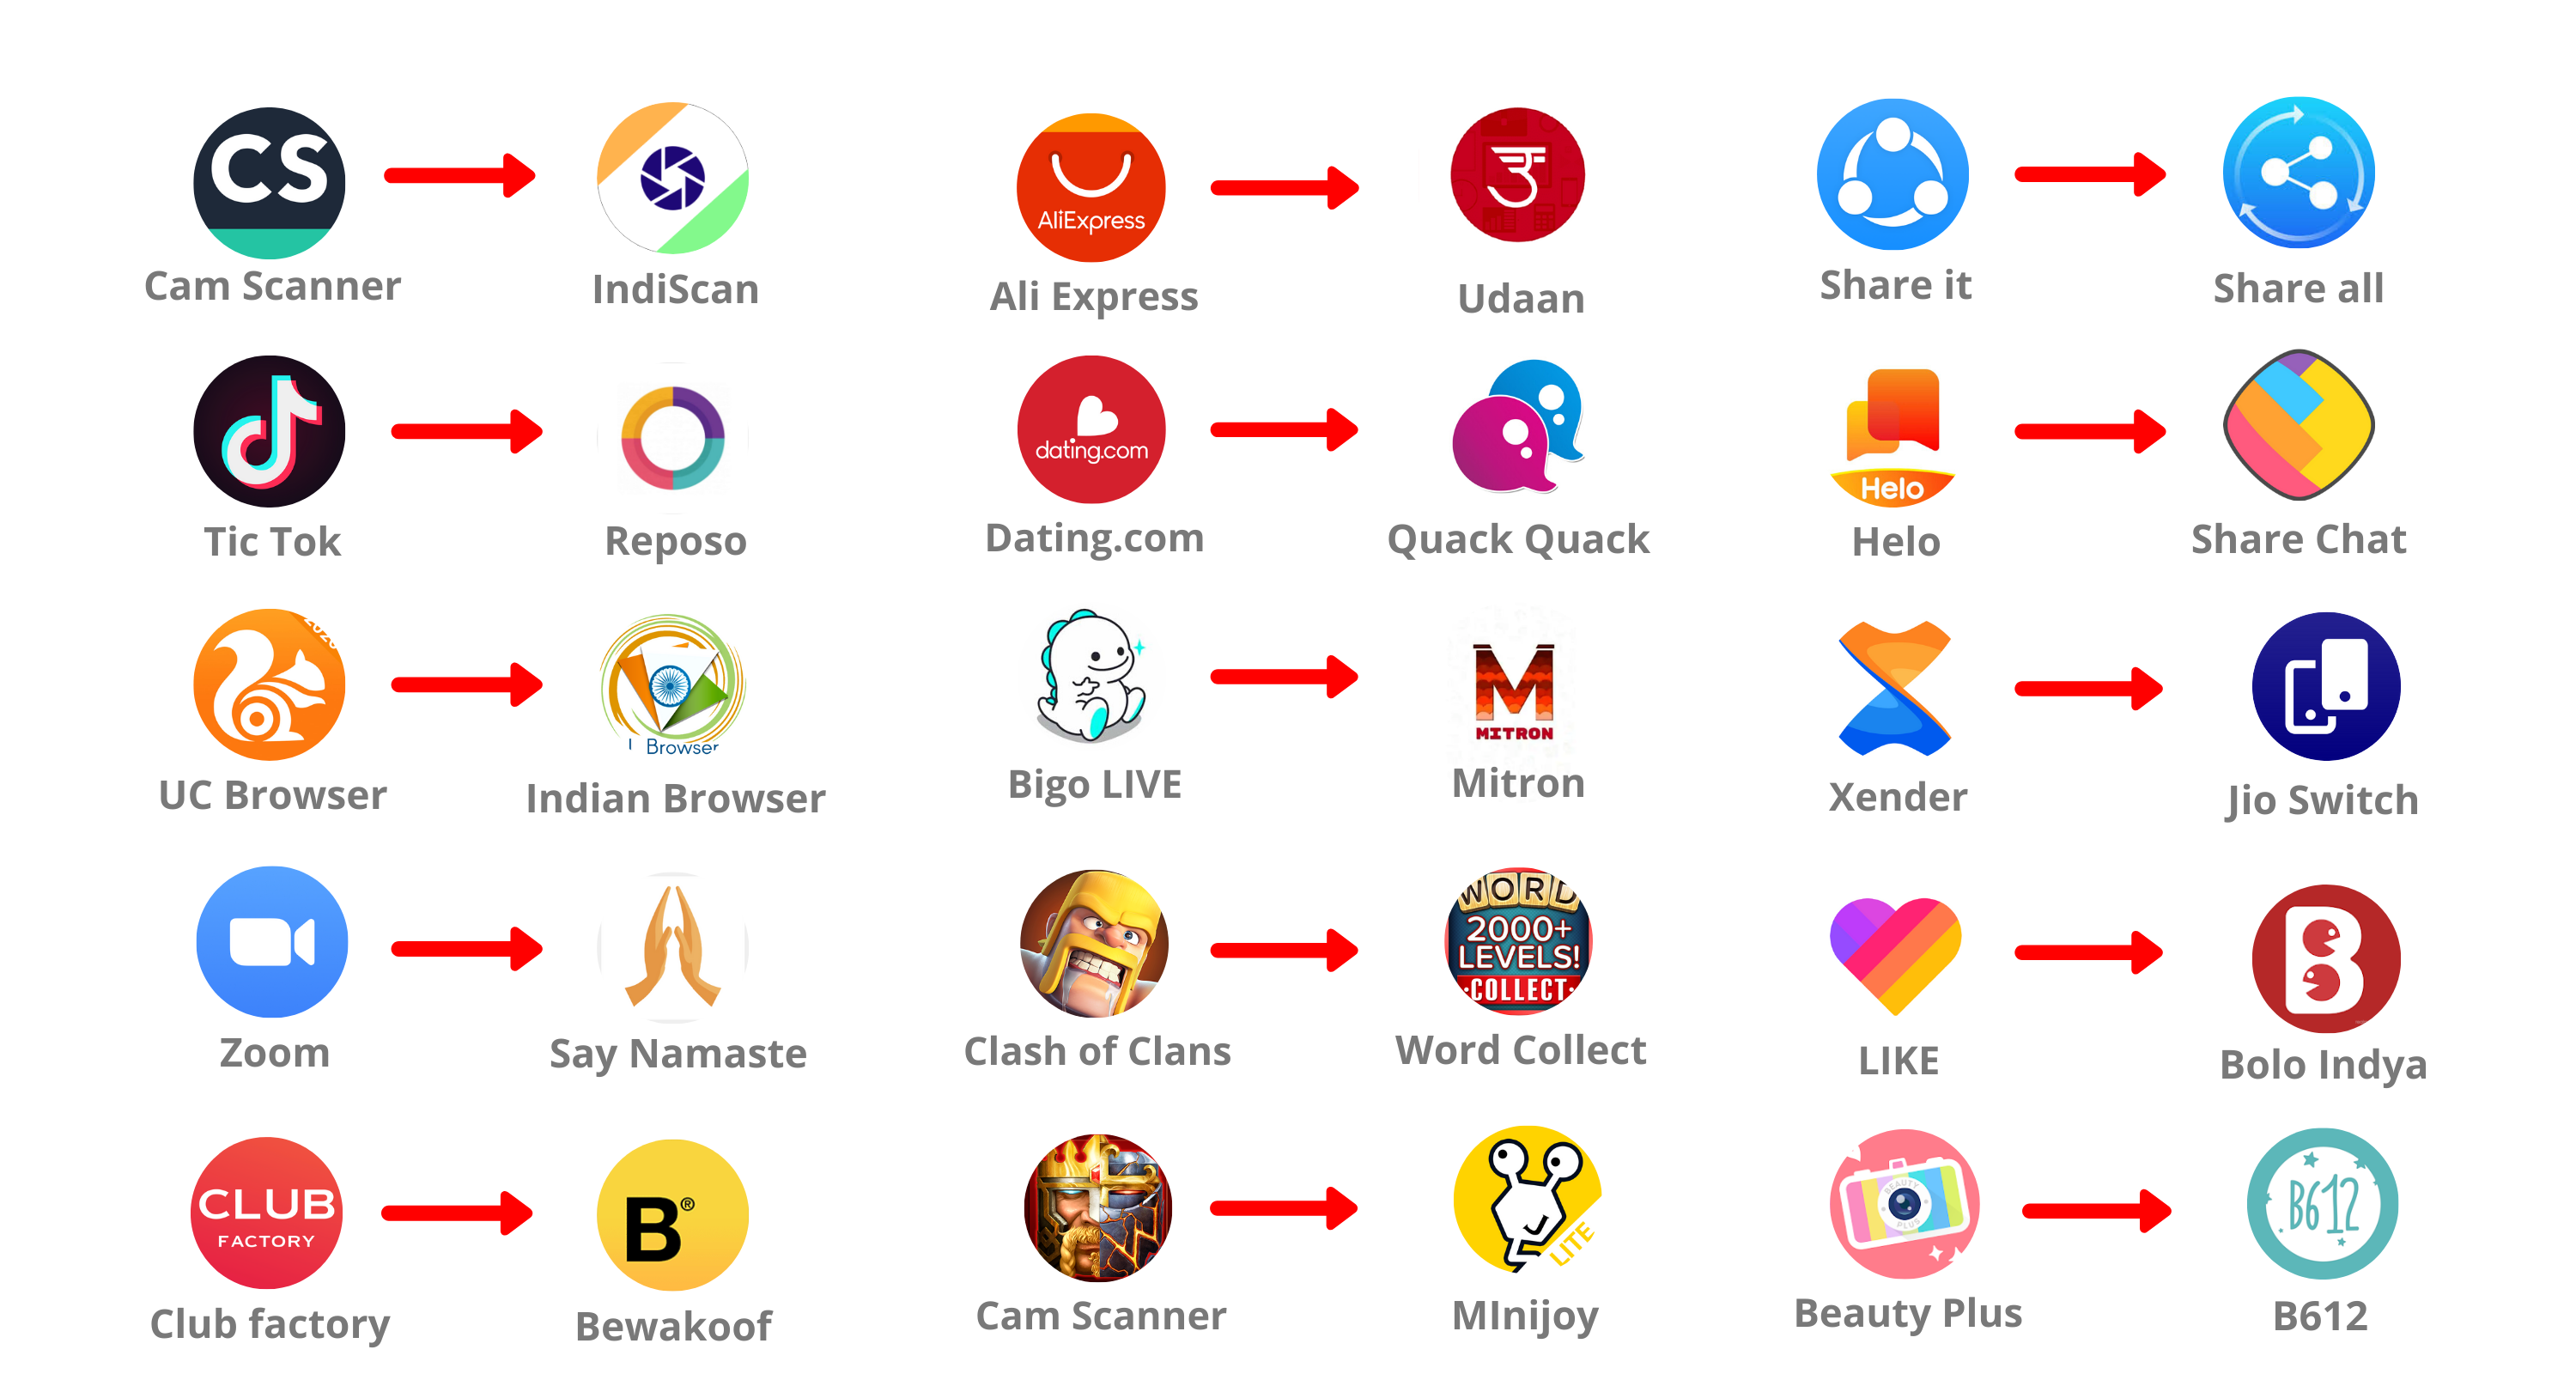 CS
AliExpress
उ
Cam Scanner
IndiScan
Ali Express
Udaan
Share it
Share all
dating.com
Helo
Tic Tok
Reposo
Dating.com
Quack Quack
Helo
Share Chat
2020
I Browser
M
MITRON
UC Browser
Indian Browser
Bigo LIVE
Mitron
Xender
Jio Switch
WORD
2000+
LEVELS!
·COLLECT·
B
Zoom
Say Namaste
Clash of Clans
Word Collect
LIKE
Bolo Indya
CLUB
FACTORY
B®
LITE
BEAUTY
PLUS
B612
Club factory
Bewakoof
Cam Scanner
MInijoy
Beauty Plus
B612